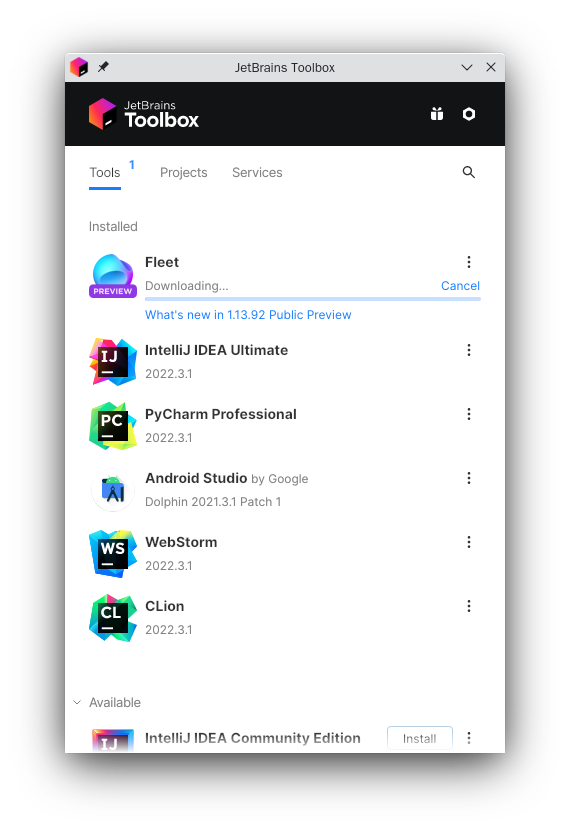 JetBrains Toolbox
JetBrains
Toolbox
Tools 1 Projects Services
Installed
Fleet
Downloading... Cancel
PREVIEW
What's new in 1.13.92 Public Preview
IJ
IntelliJ IDEA Ultimate
2022.3.1
PC
PyCharm Professional
2022.3.1
Android Studio by Google
Dolphin 2021.3.1 Patch 1
WS
WebStorm
2022.3.1
CL
CLion
2022.3.1
Available
IJ
IntelliJ IDEA Community Edition Install